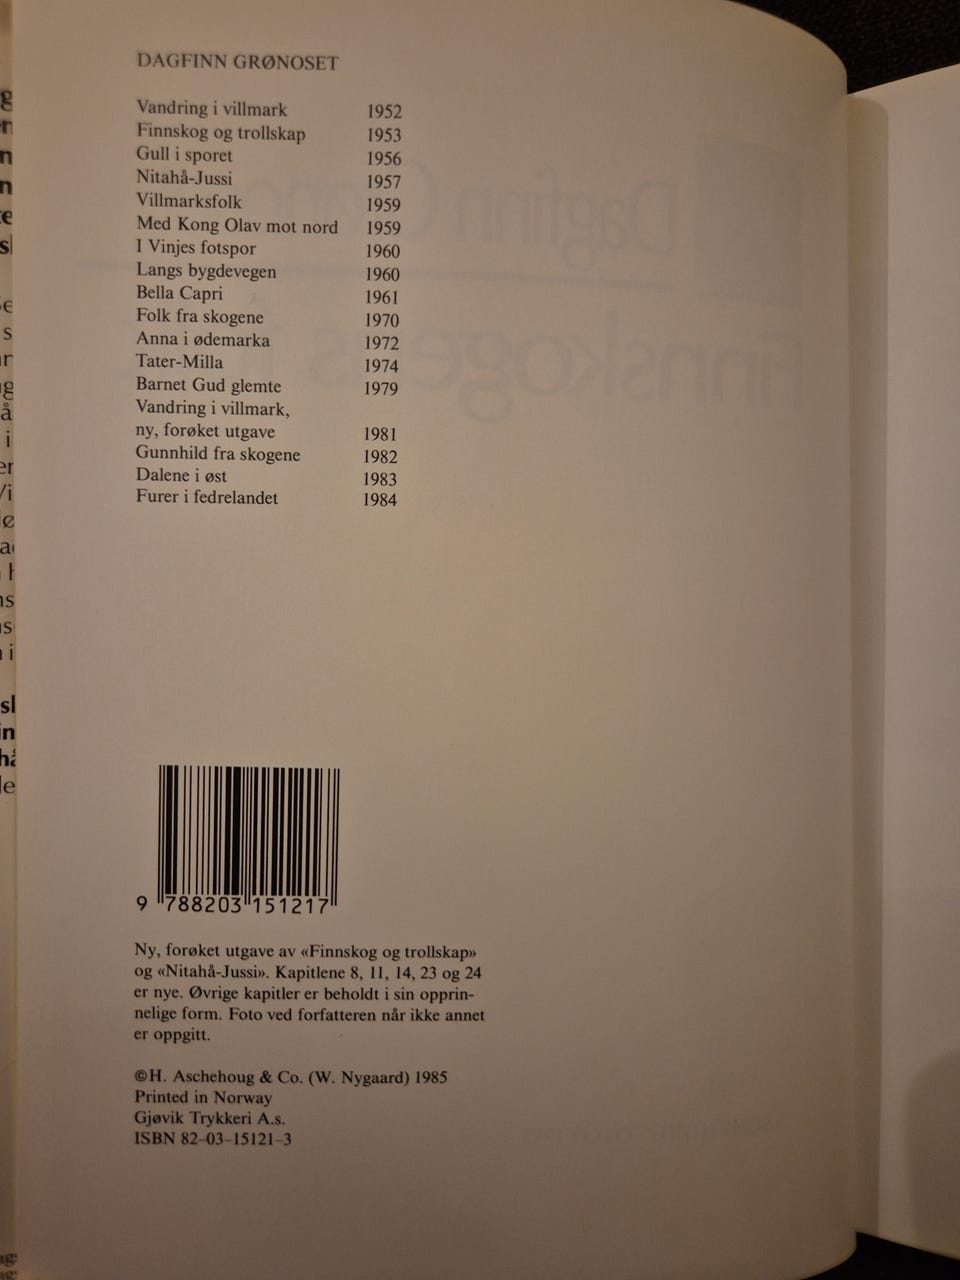 DAGFINN GRØNOSET
Vandring i villmark 1952
Finnskog og trollskap 1953
Gull i sporet 1956
Nitahå-Jussi 1957
Villmarksfolk 1959
Med Kong Olav mot nord 1959
I Vinjes fotspor 1960
Langs bygdevegen 1960
Bella Capri 1961
Folk fra skogene 1970
Anna i ødemarka 1972
Tater-Milla 1974
Barnet Gud glemte 1979
Vandring i villmark,
ny, forøket utgave 1981
Gunnhild fra skogene 1982
Dalene i øst 1983
Furer i fedrelandet 1984
9 788203 151217
Ny, forøket utgave av «Finnskog og trollskap»
og «Nitahå-Jussi». Kapitlene 8, 11, 14, 23 og 24
er nye. Øvrige kapitler er beholdt i sin opprin-
nelige form. Foto ved forfatteren når ikke annet
er oppgitt.
©H. Aschehoug & Co. (W. Nygaard) 1985
Printed in Norway
Gjøvik Trykkeri A.s.
ISBN 82-03-15121-3